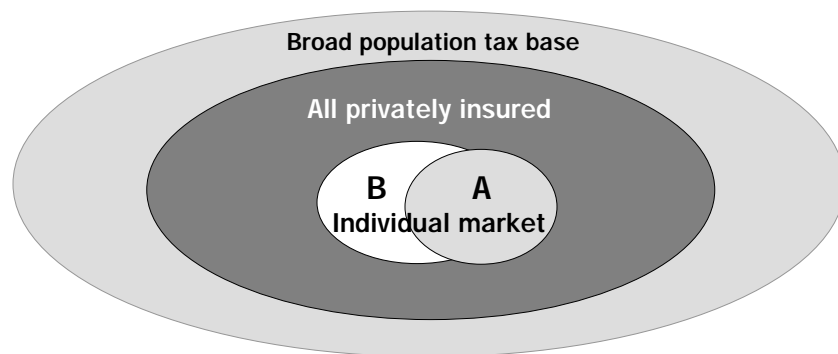 Broad population tax base
All privately insured
B A
Individual market